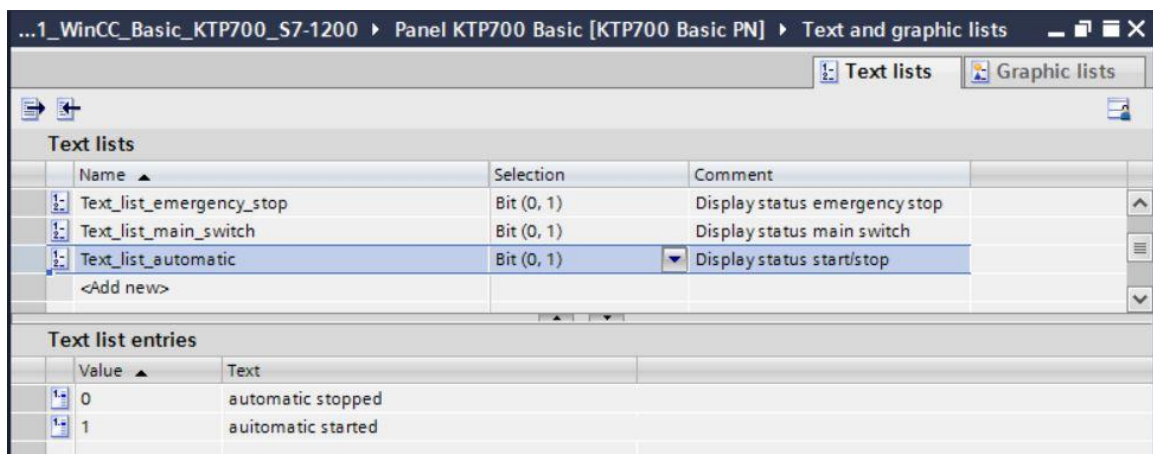 ...1_WinCC_Basic_KTP700_S7-1200 ▸ Panel KTP700 Basic [KTP700 Basic PN] ▸ Text and graphic lists
Text lists Graphic lists
Text lists
Name Selection Comment
Text_list_emergency_stop Bit (0, 1) Display status emergency stop
Text_list_main_switch Bit (0, 1) Display status main switch
Text_list_automatic Bit (0, 1) Display status start/stop
<Add new>
Text list entries
Value Text
0 automatic stopped
1 auitomatic started